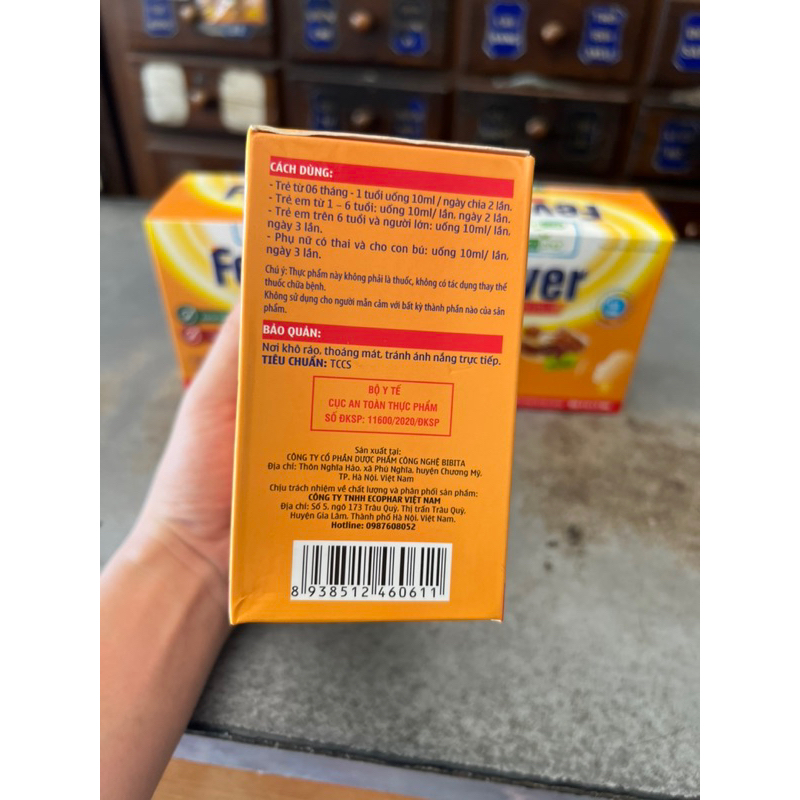 CÁCH DÙNG:
- Trẻ từ 06 tháng - 1 tuổi uống 10ml / ngày chia 2 lần.
- Trẻ em từ 1 – 6 tuổi: uống 10ml/ lần, ngày 2 lần.
- Trẻ em trên 6 tuổi và người lớn: uống 10ml/ lần,
ngày 3 lần.
- Phụ nữ có thai và cho con bú: uống 10ml/ lần,
ngày 3 lần.
Chú ý: Thực phẩm này không phải là thuốc, không có tác dụng thay thế
thuốc chữa bệnh.
Không sử dụng cho người mẫn cảm với bất kỳ thành phần nào của sản
phẩm.
BẢO QUẢN:
Nơi khô ráo, thoáng mát, tránh ánh nắng trực tiếp.
TIÊU CHUẨN: TCCS
BỘ Y TẾ
CỤC AN TOÀN THỰC PHẨM
SỐ ĐKSP: 11600/2020/ĐKSP
Sản xuất tại:
CÔNG TY CỔ PHẦN DƯỢC PHẨM CÔNG NGHỆ BIBITA
Địa chỉ: Thôn Nghĩa Hảo, xã Phú Nghĩa, huyện Chương Mỹ,
TP. Hà Nội, Việt Nam
Chịu trách nhiệm về chất lượng và phân phối sản phẩm:
CÔNG TY TNHH ECOPHAR VIỆT NAM
Địa chỉ: Số 5, ngõ 173 Trâu Quỳ, Thị trấn Trâu Quỳ,
Huyện Gia Lâm, Thành phố Hà Nội, Việt Nam.
Hotline: 0987608052
8 938512 460611
Fe
ver
Fever